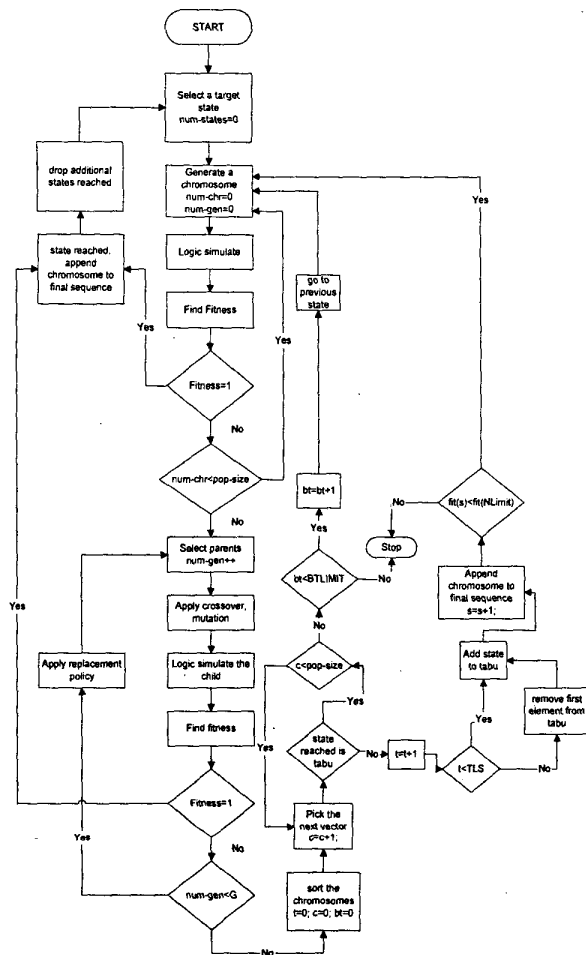 START
Select a target
state
num-states=0
drop additional
states reached
Generate a
chromosome
num-chr=0
num-gen=0
Yes
state reached,
append
chromosome to
final sequence
Logic simulate
go to
previous
state
Find Fitness
Yes
Yes
Fitness=1
No
num-chr<pop-size
bt=bt+1
No
fit(s)<fit(NLimit)
No
Yes
Stop
Select parents
num-gen++
bt<BTLIMIT
No
Append
chromosome to
final sequence
s=s+1;
Yes
Apply crossover,
mutation
No
Apply replacement
policy
Logic simulate the
child
c<pop-size
Add state
to tabu
Yes
remove first
element from
tabu
Find fitness
Yes
state
reached is
tabu
No
t=t+1
t<TLS
Yes
No
Fitness=1
Pick the
next vector
c=c+1;
Yes
No
num-gen<G
sort the
chromosomes
t=0; c=0; bt=0
No